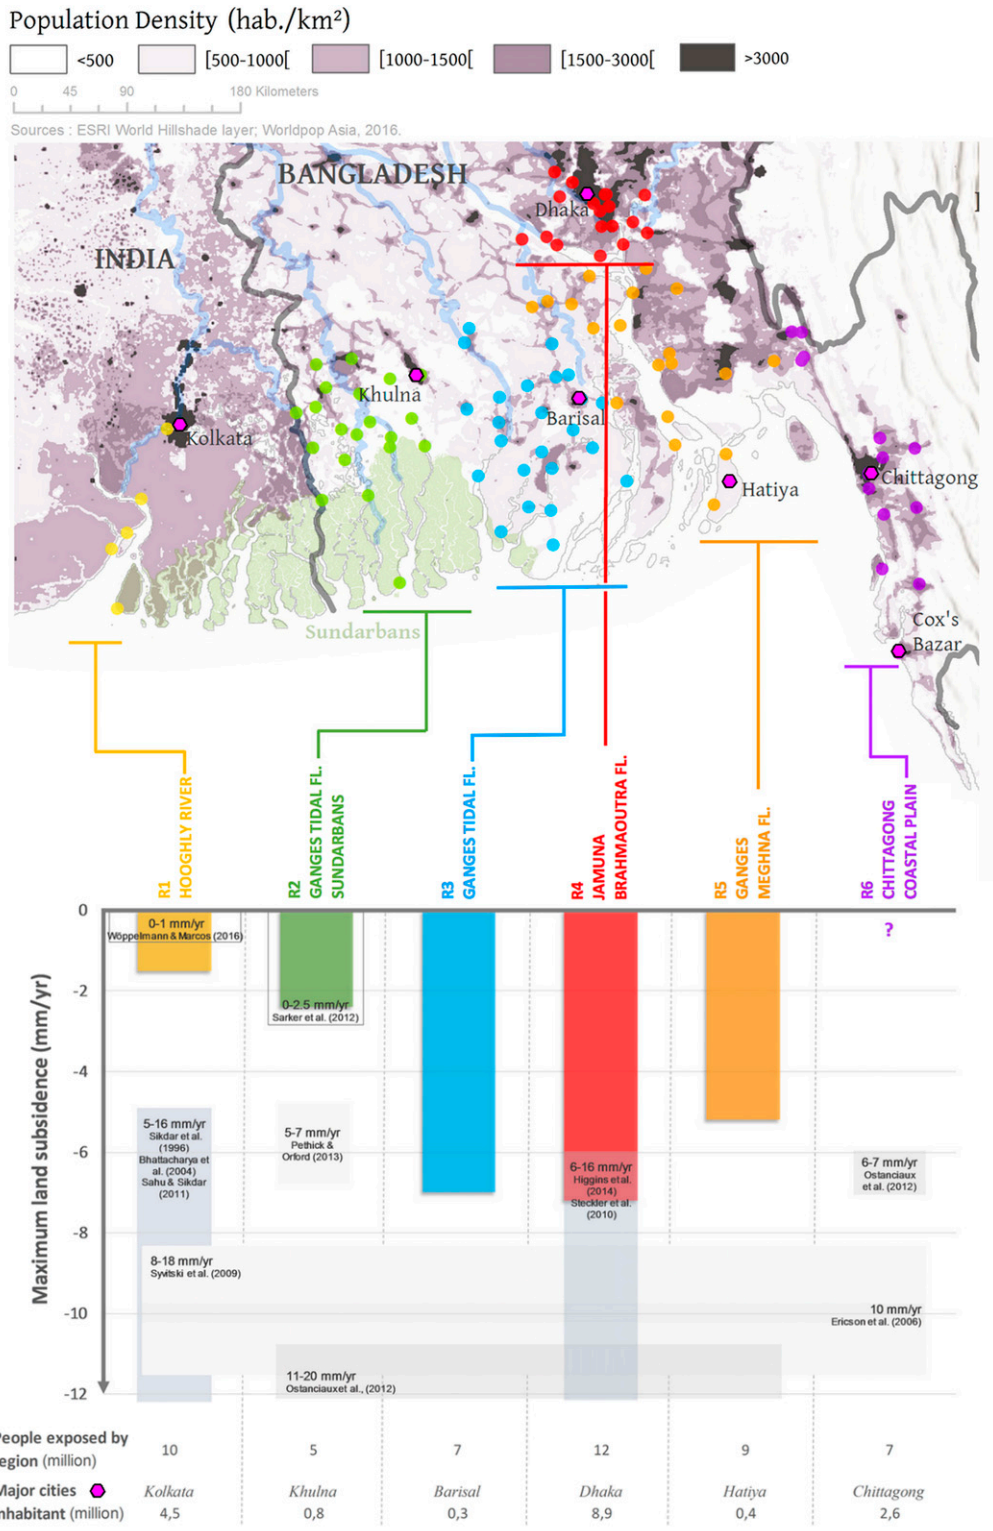 Population Density (hab./km²)
<500
[500-1000[
[1000-1500[
[1500-3000[
>3000
0 45 90 180 Kilometers
Sources : ESRI World Hillshade layer; Worldpop Asia, 2016.
BANGLADESH
INDIA
Dhaka
Khulna
Barisal
Kolkata
Hatiya
Chittagong
Cox's
Bazar
Sundarbans
R1
HOOGHLY RIVER
R2
GANGES TIDAL FL.
SUNDARBANS
R3
GANGES TIDAL FL.
R4
JAMUNA
BRAHMAOUTRA FL.
R5
GANGES
MEGHNA FL.
R6
CHITTAGONG
COASTAL PLAIN
Maximum land subsidence (mm/yr)
0
-2
-4
-6
-8
-10
-12
0-1 mm/yr
Wöppelmann & Marcos (2016)
0-2.5 mm/yr
Sarker et al. (2012)
?
5-16 mm/yr
Sikdar et al.
(1996)
Bhattacharya et
al. (2004)
Sahu & Sikdar
(2011)
5-7 mm/yr
Pethick &
Orford (2013)
6-16 mm/yr
Higgins et al.
(2014)
Steckler et al.
(2010)
6-7 mm/yr
Ostanciaux
et al. (2012)
8-18 mm/yr
Syvitski et al. (2009)
10 mm/yr
Ericson et al. (2006)
11-20 mm/yr
Ostanciaux et al., (2012)
People exposed by
region (million)
10 5 7 12 9 7
Major cities
Kolkata Khulna Barisal Dhaka Hatiya Chittagong
nhabitant (million)
4,5 0,8 0,3 8,9 0,4 2,6